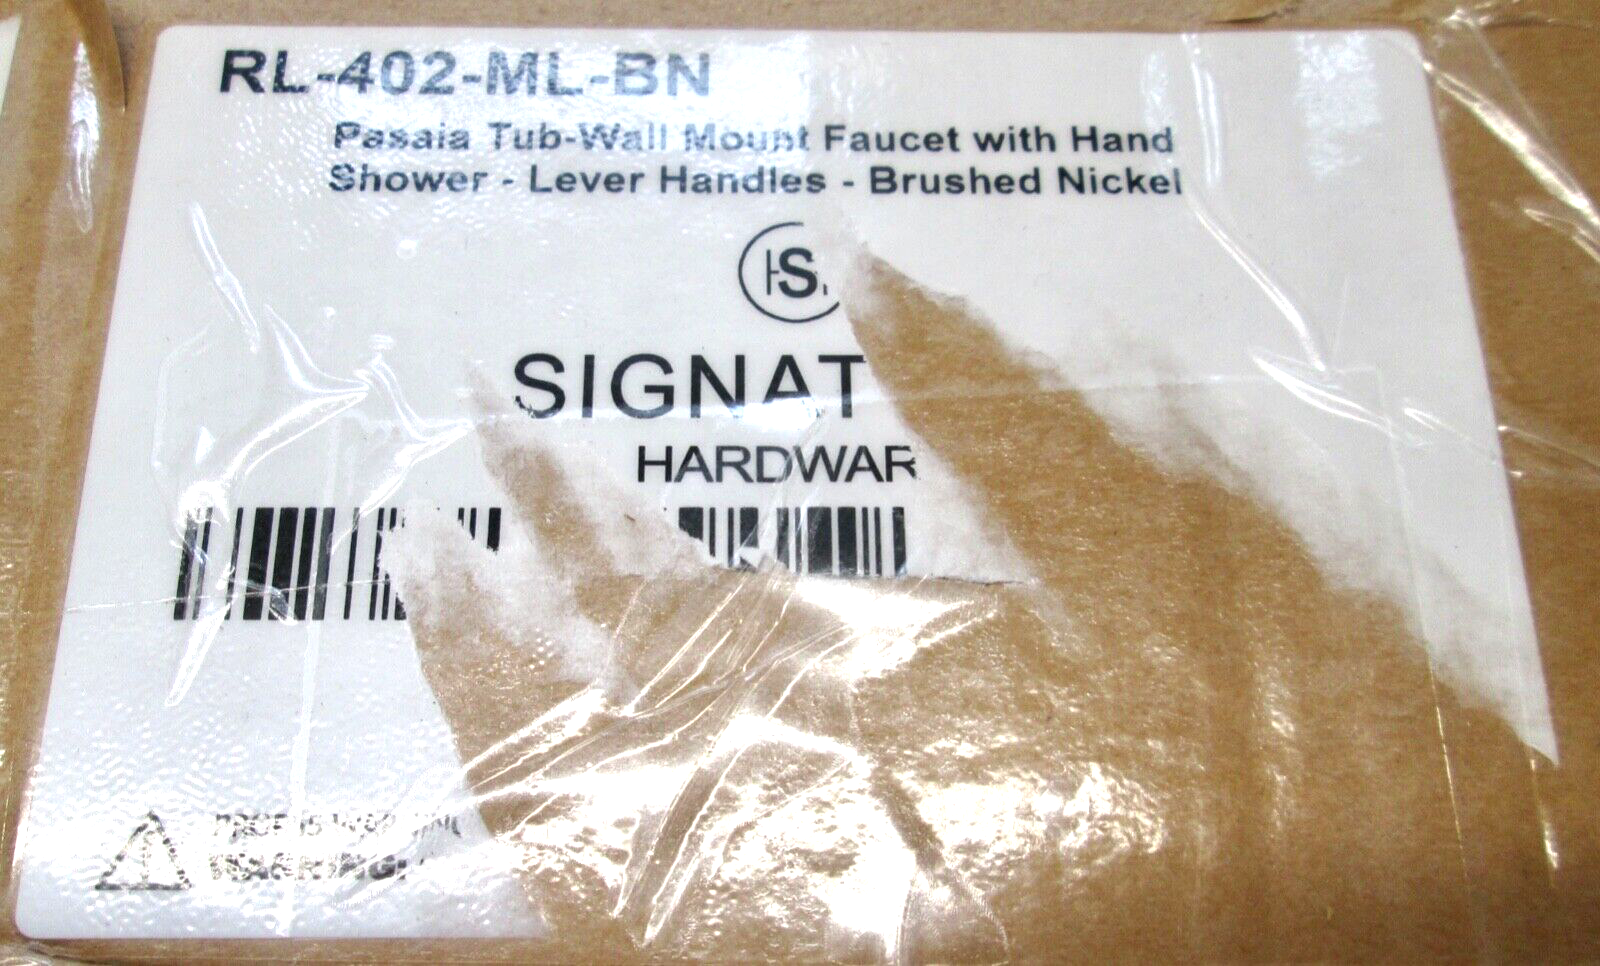 RL-402-ML-BN
Pasaia Tub-Wall Mount Faucet with Hand
Shower - Lever Handles - Brushed Nickel
S
SIGNAT
HARDWAR